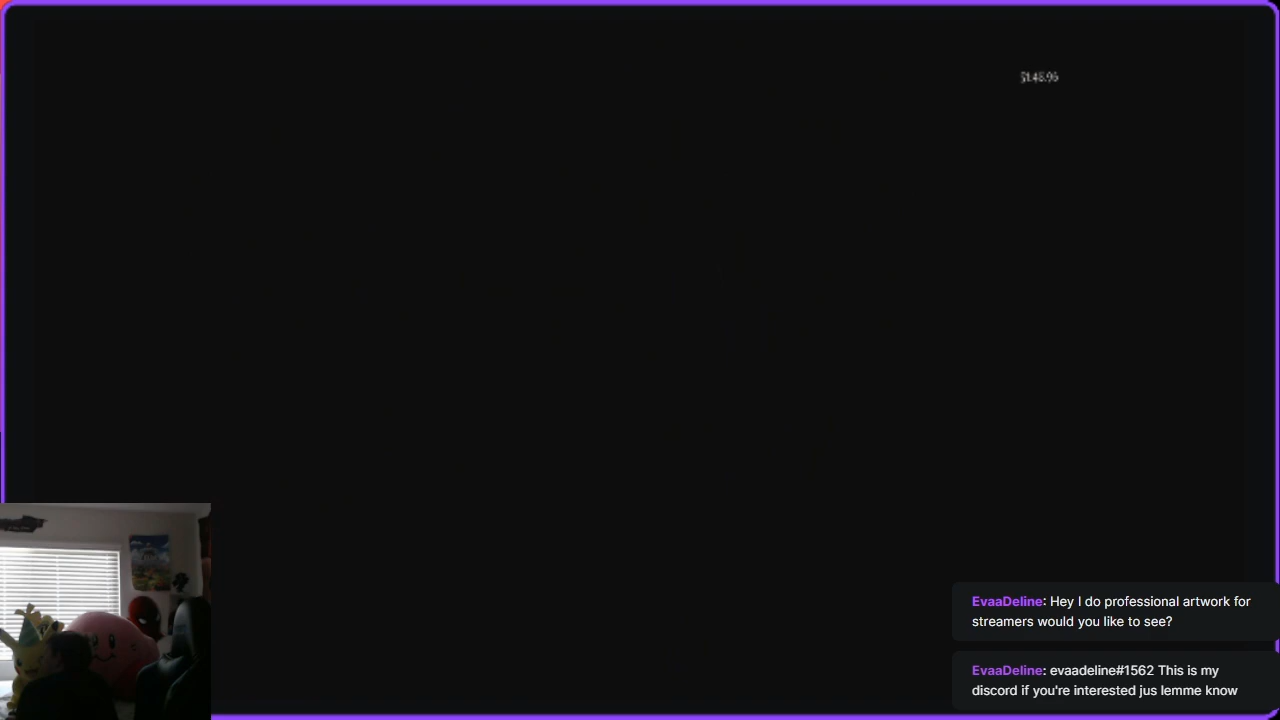 EvaaDeline: Hey I do professional artwork for
streamers would you like to see?
EvaaDeline: evaadeline#1562 This is my
discord if you're interested jus lemme know